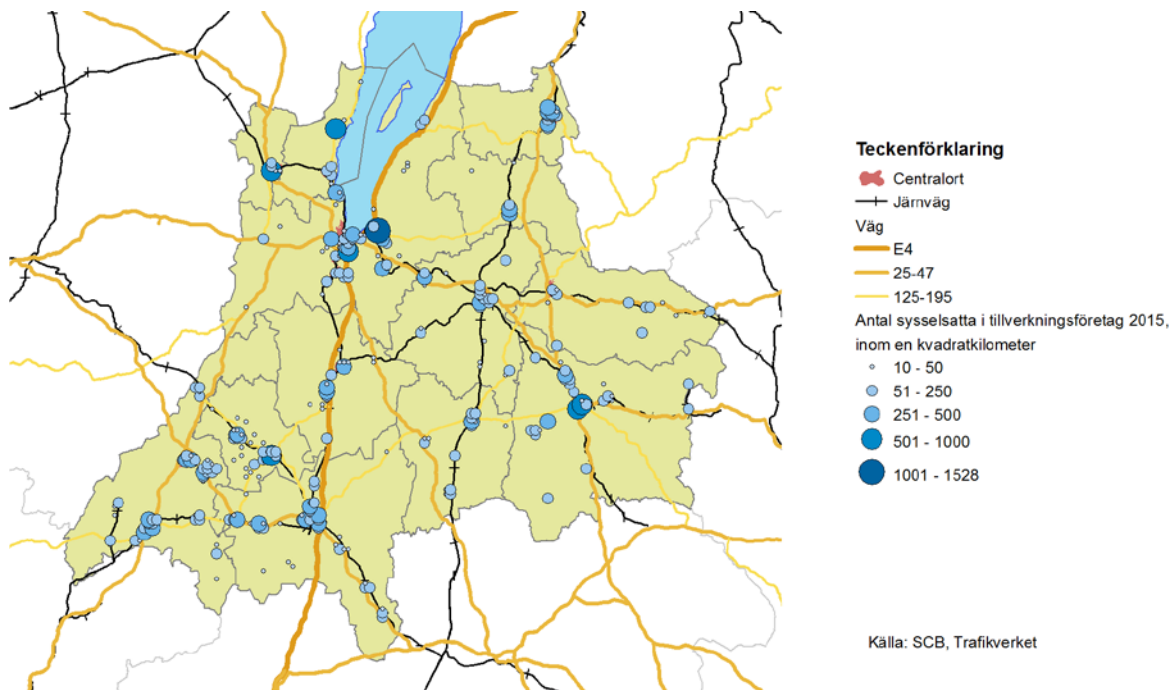 Teckenförklaring
Centralort
Järnväg
Väg
E4
25-47
125-195
Antal sysselsatta i tillverkningsföretag 2015,
inom en kvadratkilometer
10 - 50
51 - 250
251 - 500
501 - 1000
1001 - 1528
Källa: SCB, Trafikverket